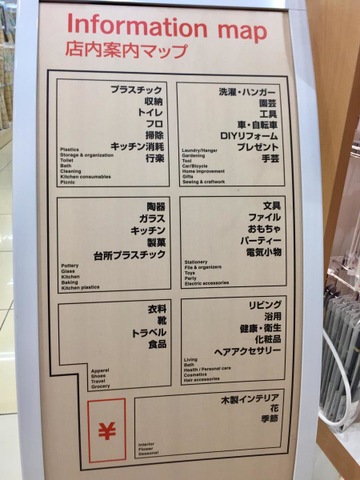 Information map
店内案内マップ
プラスチック
収納
トイレ
フロ
掃除
キッチン消耗
行楽
Plastics
Storage & organization
Toilet
Bath
Cleaning
Kitchen consumables
Picnic
洗濯・ハンガー
園芸
工具
車・自転車
DIYリフォーム
プレゼント
手芸
Laundry/Hanger
Gardening
Tool
Car/Bicycle
Home improvement
Gifts
Sewing & craftwork
陶器
ガラス
キッチン
製菓
台所プラスチック
Pottery
Glass
Kitchen
Baking
Kitchen plastics
文具
ファイル
おもちゃ
パーティー
電気小物
Stationery
File & organizers
Toys
Party
Electric accessories
衣料
靴
トラベル
食品
Apparel
Shoes
Travel
Grocery
リビング
浴用
健康・衛生
化粧品
ヘアアクセサリー
Living
Bath
Health / Personal care
Cosmetics
Hair accessories
¥
木製インテリア
花
季節
Interior
Flower
Seasonal